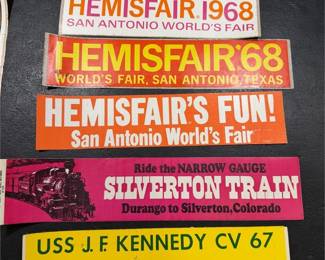 HEMISFAIR 1968
SAN ANTONIO WORLD'S FAIR
HEMISFAIR'68
WORLD'S FAIR, SAN ANTONIO, TEXAS
HEMISFAIR'S FUN!
San Antonio World's Fair
Ride the NARROW GAUGE
SILVERTON TRAIN
Durango to Silverton, Colorado
USS J.F. KENNEDY CV 67